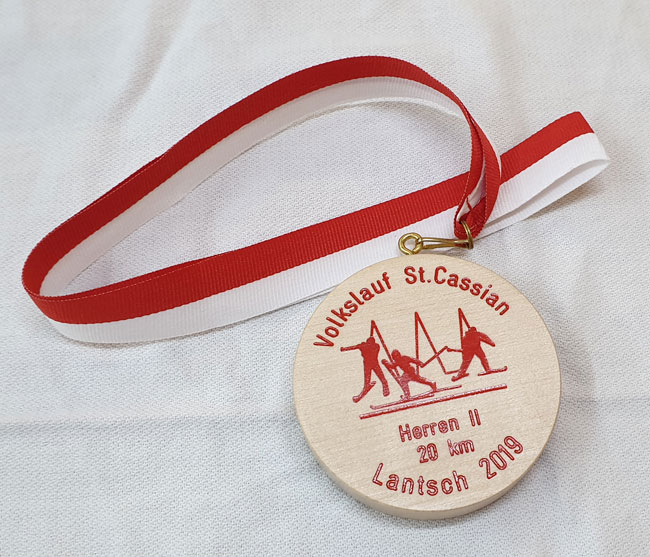 Volkslauf St.Cassian
Herren II
20 km
Lantsch 2019